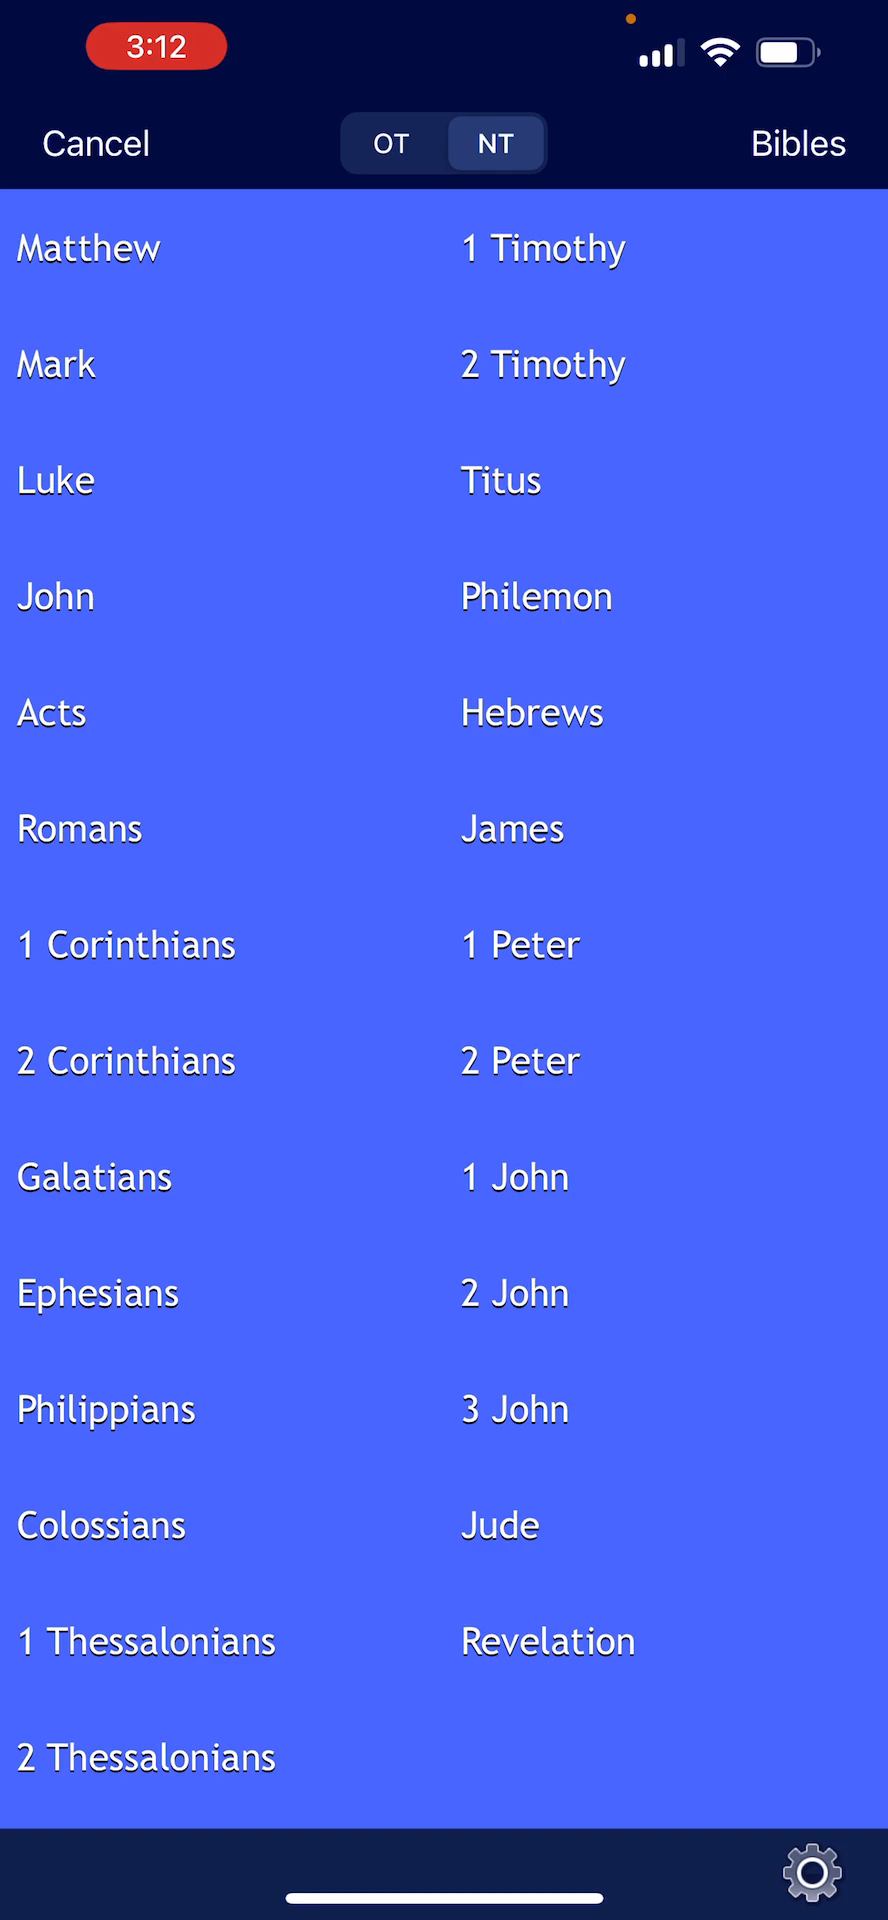 3:12
Cancel
OT
NT
Bibles
Matthew
Mark
Luke
John
Acts
Romans
1 Corinthians
2 Corinthians
Galatians
Ephesians
Philippians
Colossians
1 Thessalonians
2 Thessalonians
1 Timothy
2 Timothy
Titus
Philemon
Hebrews
James
1 Peter
2 Peter
1 John
2 John
3 John
Jude
Revelation